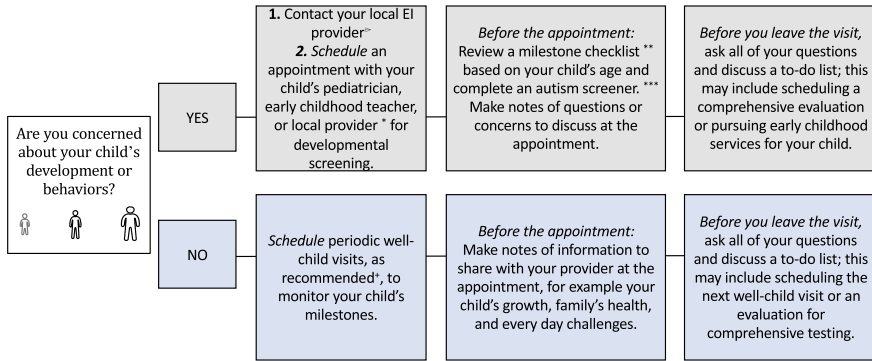 Are you concerned
about your child's
development or
behaviors?
YES
1. Contact your local EI
provider▻
2. Schedule an
appointment with your
child's pediatrician,
early childhood teacher,
or local provider * for
developmental
screening.
Before the appointment:
Review a milestone checklist **
based on your child's age and
complete an autism screener. ***
Make notes of questions or
concerns to discuss at the
appointment.
Before you leave the visit,
ask all of your questions
and discuss a to-do list; this
may include scheduling a
comprehensive evaluation
or pursuing early childhood
services for your child.
NO
Schedule periodic well-
child visits, as
recommended⁺, to
monitor your child's
milestones.
Before the appointment:
Make notes of information to
share with your provider at the
appointment, for example your
child's growth, family's health,
and every day challenges.
Before you leave the visit,
ask all of your questions
and discuss a to-do list; this
may include scheduling the
next well-child visit or an
evaluation for
comprehensive testing.